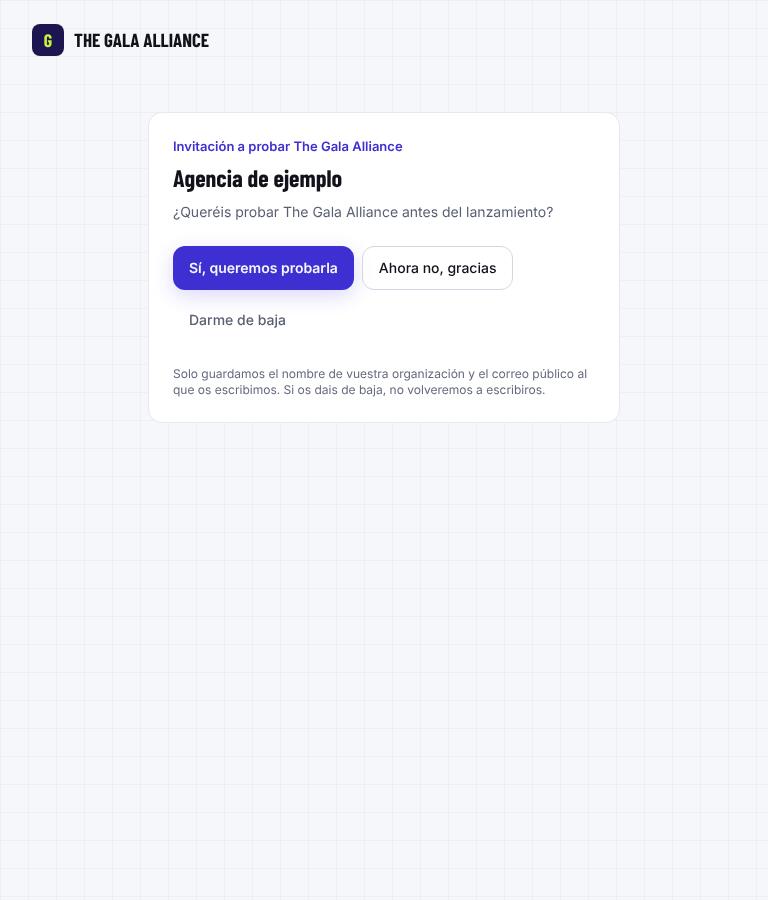 G
THE GALA ALLIANCE
Invitación a probar The Gala Alliance
Agencia de ejemplo
¿Queréis probar The Gala Alliance antes del lanzamiento?
Sí, queremos probarla
Ahora no, gracias
Darme de baja
Solo guardamos el nombre de vuestra organización y el correo público al
que os escribimos. Si os dais de baja, no volveremos a escribiros.